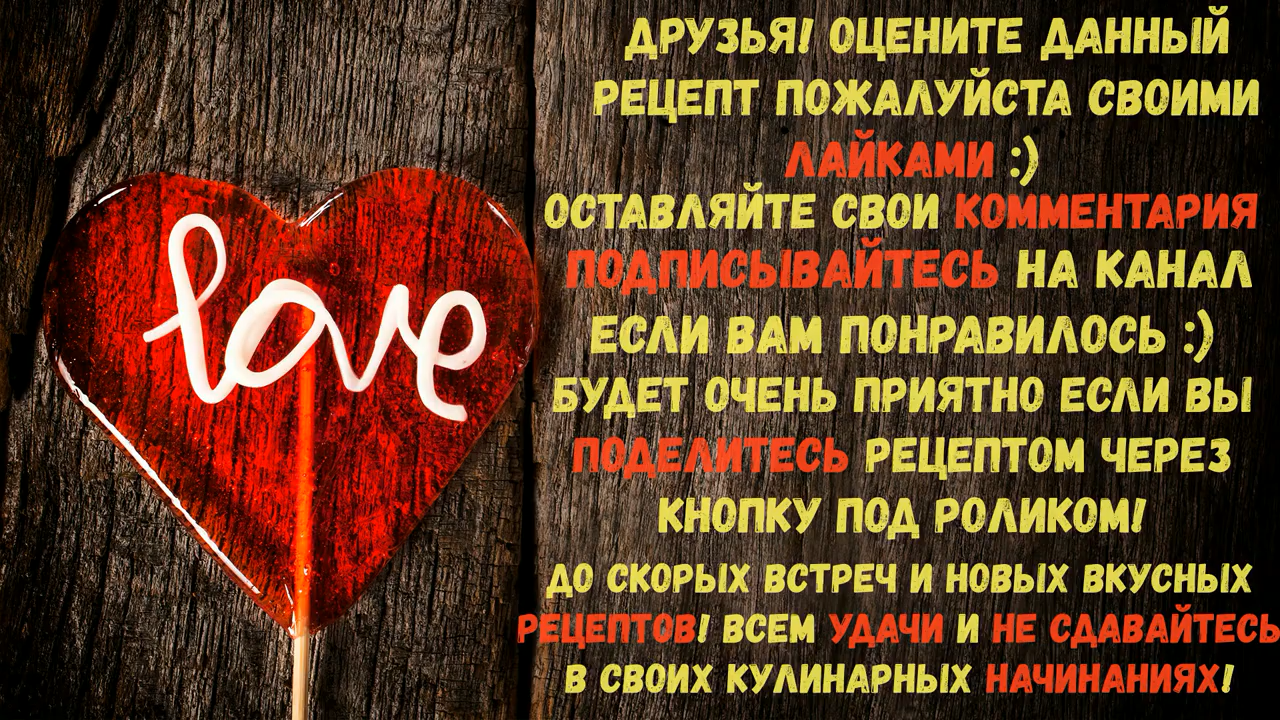 love
ДРУЗЬЯ! ОЦЕНИТЕ ДАННЫЙ
РЕЦЕПТ ПОЖАЛУЙСТА СВОИМИ
ЛАЙКАМИ :)
ОСТАВЛЯЙТЕ СВОИ КОММЕНТАРИЯ
ПОДПИСЫВАЙТЕСЬ НА КАНАЛ
ЕСЛИ ВАМ ПОНРАВИЛОСЬ :)
БУДЕТ ОЧЕНЬ ПРИЯТНО ЕСЛИ ВЫ
ПОДЕЛИТЕСЬ РЕЦЕПТОМ ЧЕРЕЗ
КНОПКУ ПОД РОЛИКОМ!
ДО СКОРЫХ ВСТРЕЧ И НОВЫХ ВКУСНЫХ
РЕЦЕПТОВ! ВСЕМ УДАЧИ И НЕ СДАВАЙТЕСЬ
В СВОИХ КУЛИНАРНЫХ НАЧИНАНИЯХ!